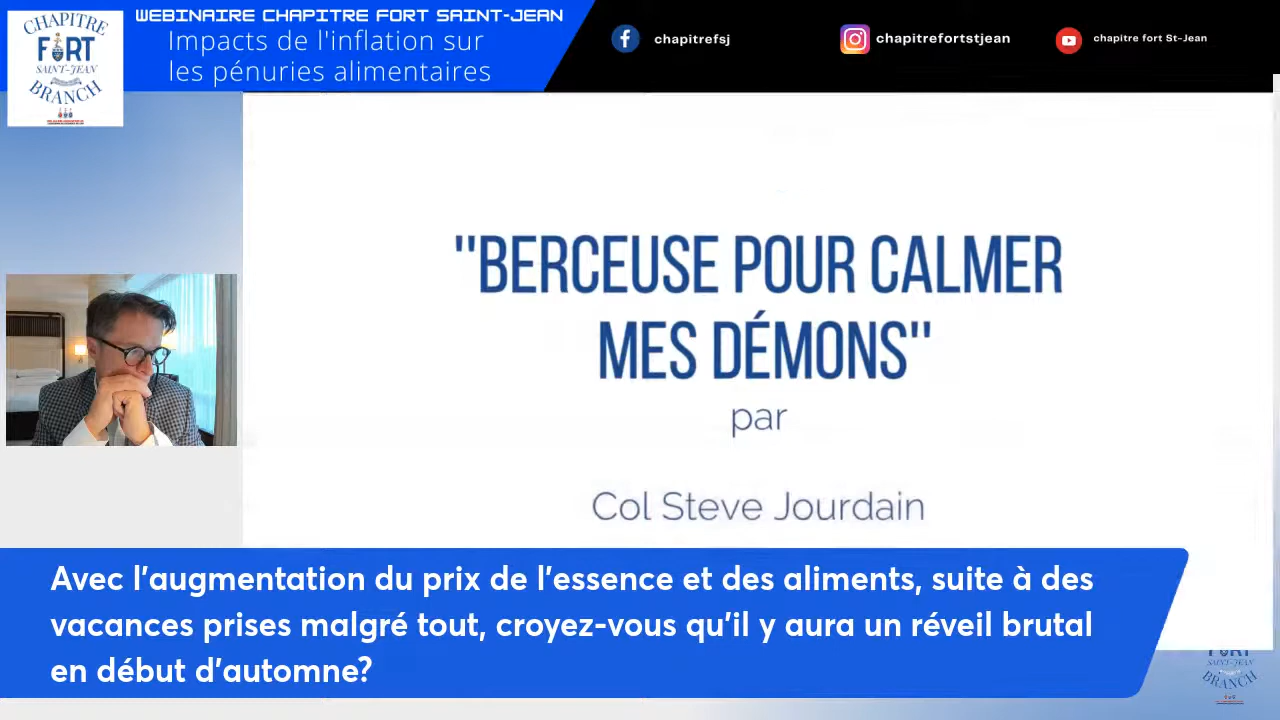 WEBINAIRE CHAPITRE FORT SAINT-JEAN
Impacts de l'inflation sur
les pénuries alimentaires
chapitrefsj
chapitrefortstjean
chapitre fort St-Jean
CHAPITRE
FORT
SAINT-JEAN
BRANCH
"BERCEUSE POUR CALMER
MES DÉMONS"
par
Col Steve Jourdain
Avec l'augmentation du prix de l'essence et des aliments, suite à des
vacances prises malgré tout, croyez-vous qu'il y aura un réveil brutal
en début d'automne?
FORT
SAINT-JEAN
BRANCH